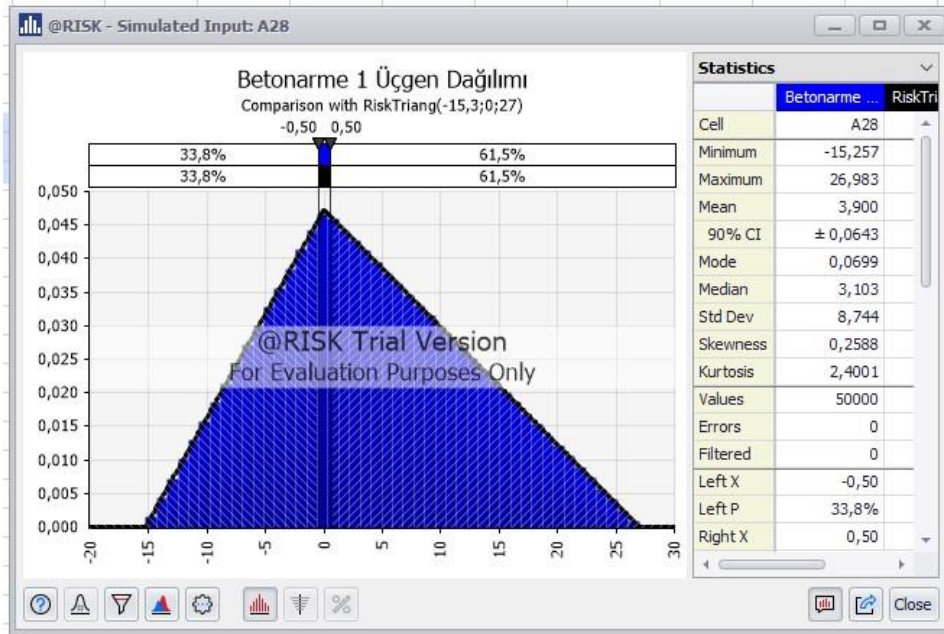 @RISK - Simulated Input: A28
Betonarme 1 Üçgen Dağılımı
Comparison with RiskTriang(-15,3;0;27)
-0,50 0,50
33,8% 61,5%
33,8% 61,5%
0,050
0,045
0,040
0,035
0,030
0,025
0,020
0,015
0,010
0,005
0,000
-20 -15 -10 -5 0 5 10 15 20 25 30
@RISK Trial Version
For Evaluation Purposes Only
Statistics
Betonarme ... RiskTri
Cell A28
Minimum -15,257
Maximum 26,983
Mean 3,900
90% CI ± 0,0643
Mode 0,0699
Median 3,103
Std Dev 8,744
Skewness 0,2588
Kurtosis 2,4001
Values 50000
Errors 0
Filtered 0
Left X -0,50
Left P 33,8%
Right X 0,50
Close